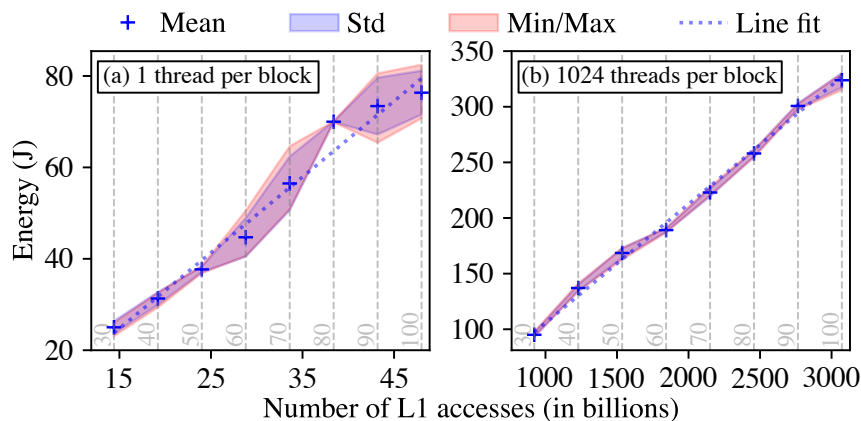 Mean Std Min/Max Line fit
(a) 1 thread per block
(b) 1024 threads per block
Energy (J)
80
60
40
20
350
300
250
200
150
100
30 40 50 60 70 80 90 100
30 40 50 60 70 80 90 100
15 25 35 45
1000 1500 2000 2500 3000
Number of L1 accesses (in billions)